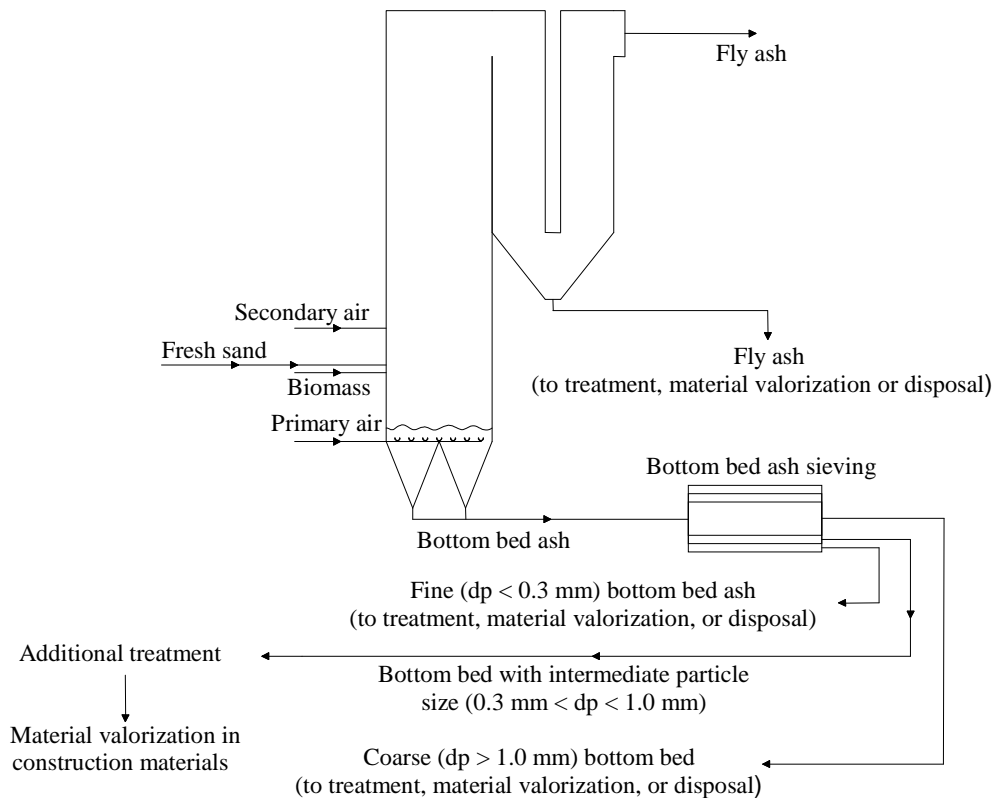 Fly ash
Secondary air
Fresh sand
Biomass
Fly ash
(to treatment, material valorization or disposal)
Primary air
Bottom bed ash sieving
Bottom bed ash
Fine (dp < 0.3 mm) bottom bed ash
(to treatment, material valorization, or disposal)
Additional treatment
Bottom bed with intermediate particle
size (0.3 mm < dp < 1.0 mm)
Material valorization in
construction materials
Coarse (dp > 1.0 mm) bottom bed
(to treatment, material valorization, or disposal)